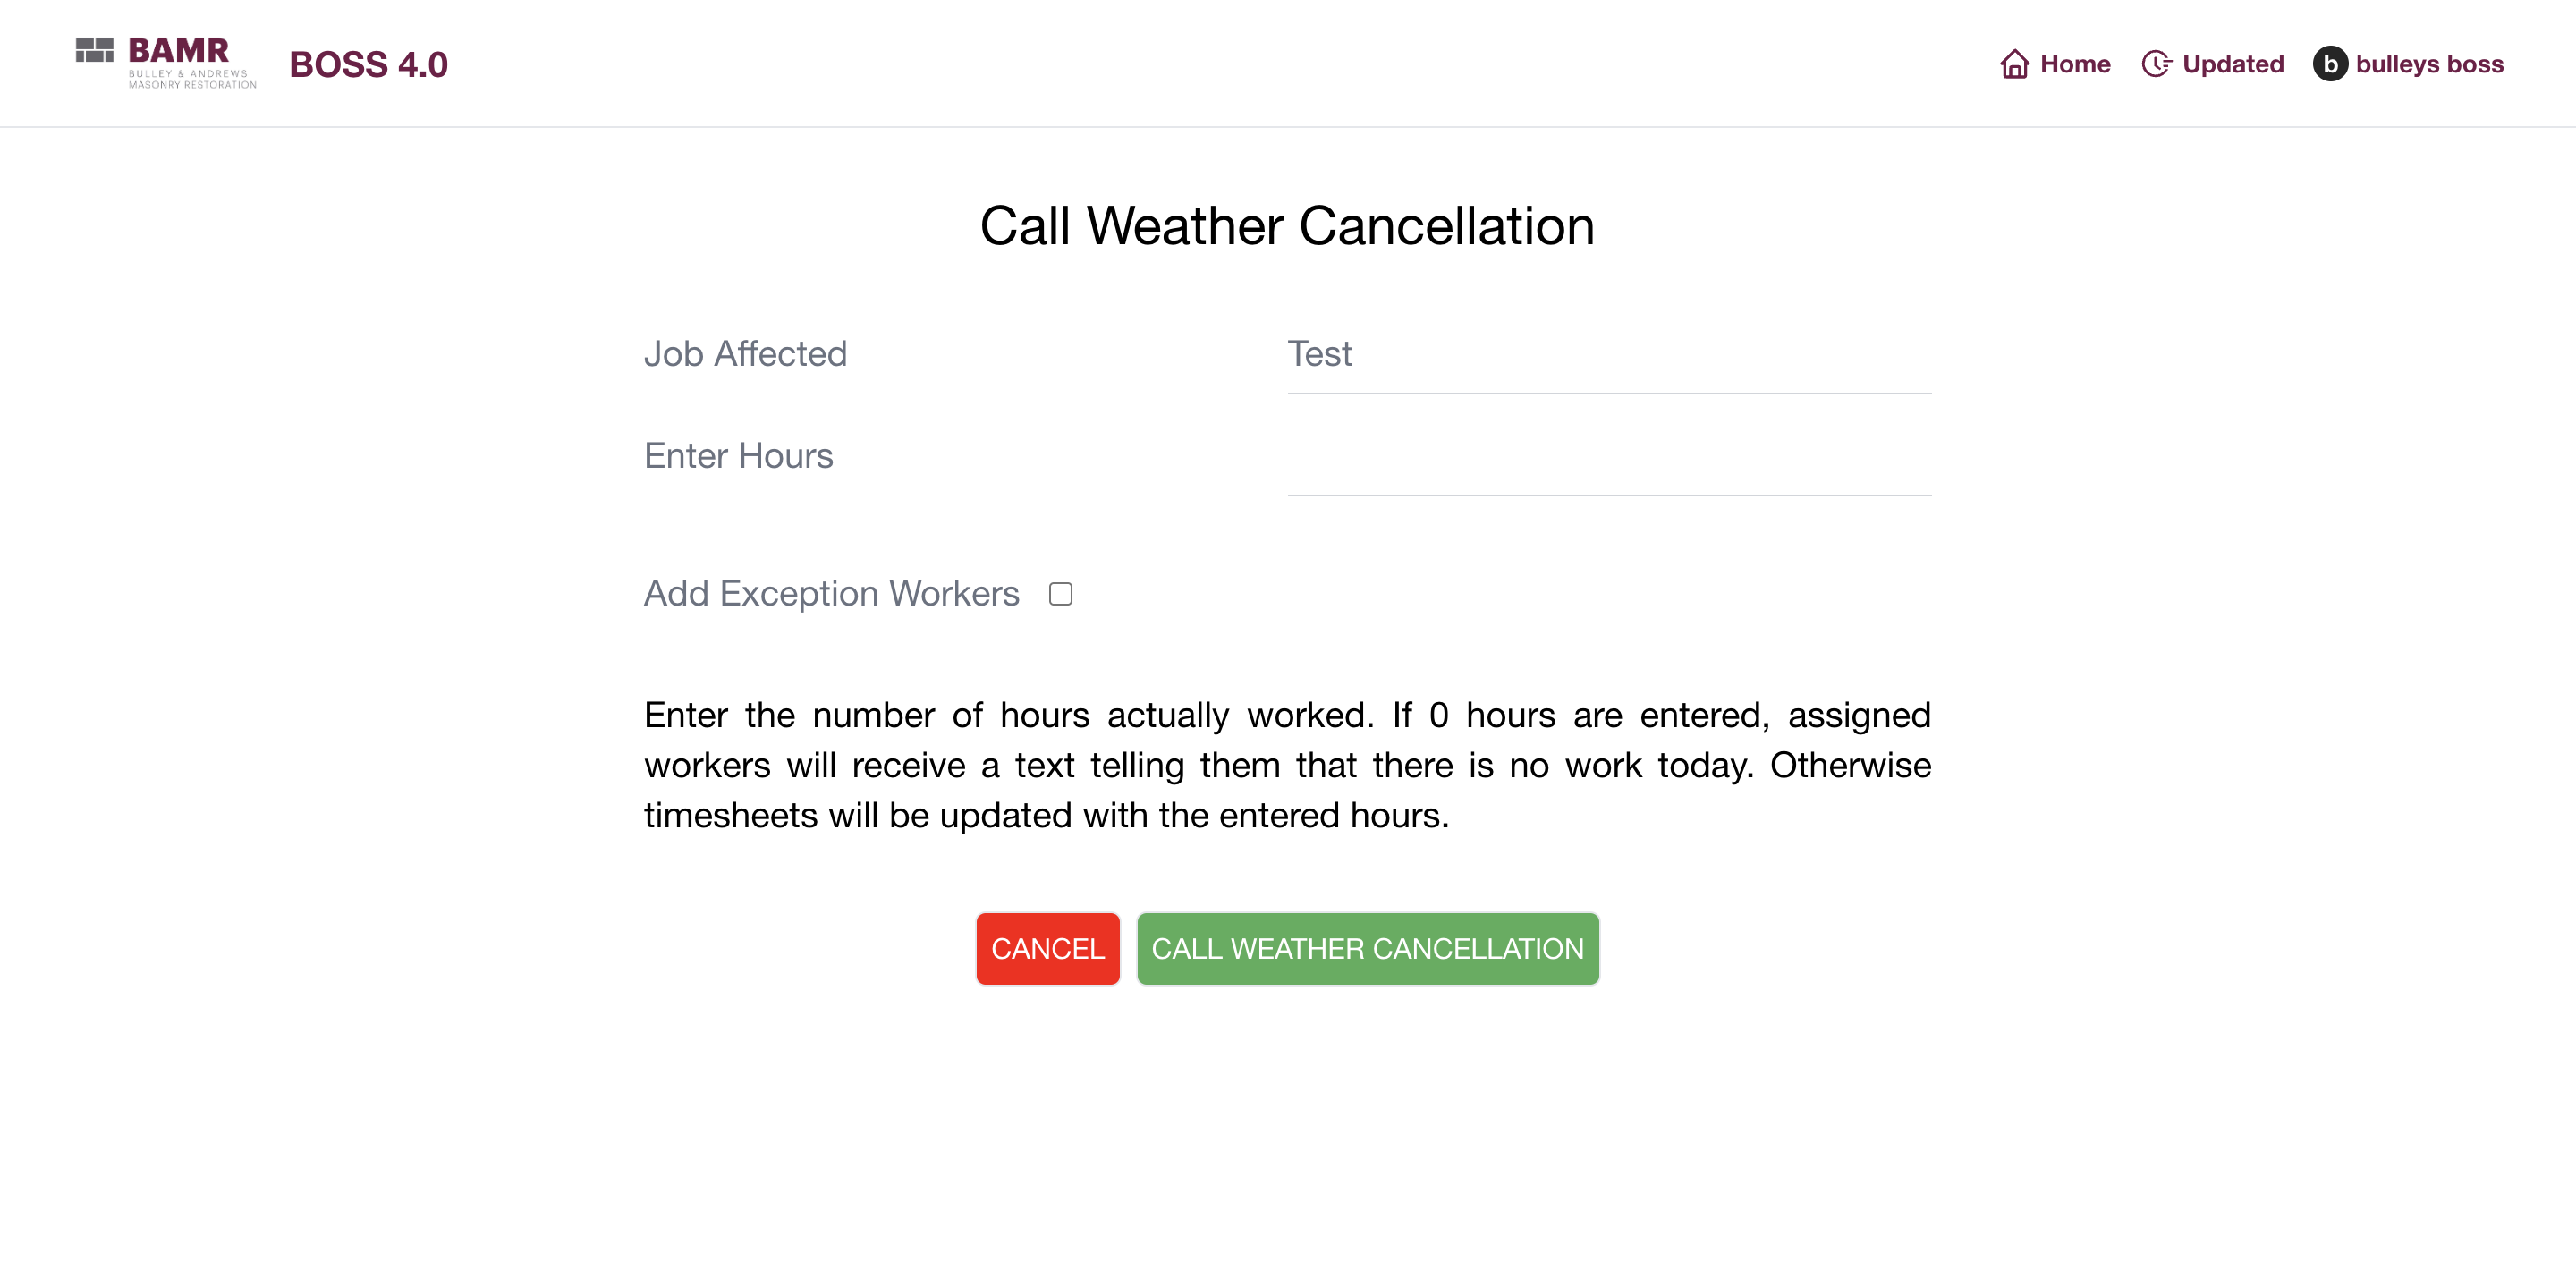 BAMR
BULLEY & ANDREWS
MASONRY RESTORATION
BOSS 4.0
Home
Updated
b bulleys boss
Call Weather Cancellation
Job Affected
Test
Enter Hours
Add Exception Workers
Enter the number of hours actually worked. If 0 hours are entered, assigned
workers will receive a text telling them that there is no work today. Otherwise
timesheets will be updated with the entered hours.
CANCEL
CALL WEATHER CANCELLATION